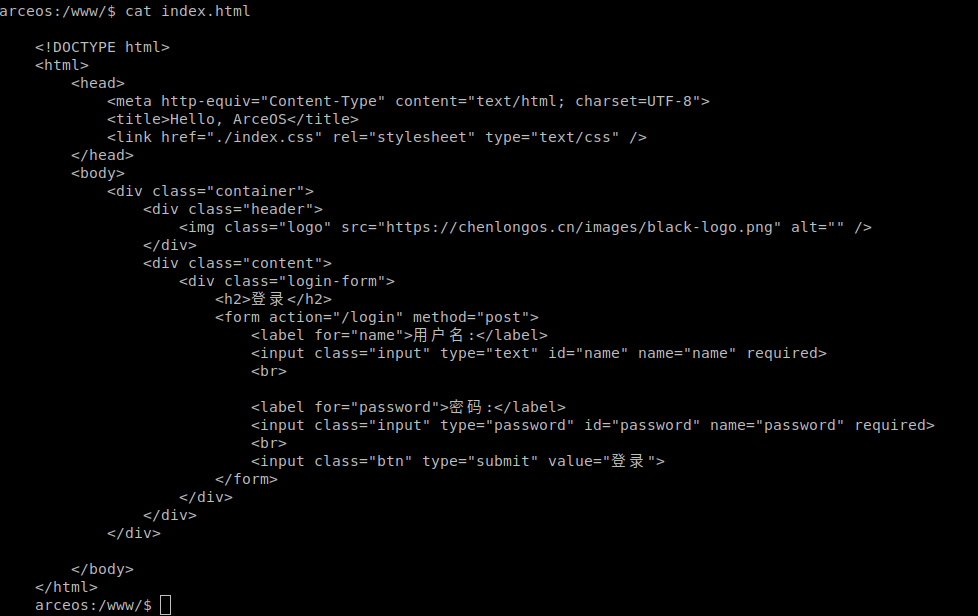 arceos:/www/$ cat index.html

    <!DOCTYPE html>
    <html>
        <head>
            <meta http-equiv="Content-Type" content="text/html; charset=UTF-8">
            <title>Hello, ArceOS</title>
            <link href="./index.css" rel="stylesheet" type="text/css" />
        </head>
        <body>
            <div class="container">
                <div class="header">
                    <img class="logo" src="https://chenlongos.cn/images/black-logo.png" alt="" />
                </div>
                <div class="content">
                    <div class="login-form">
                        <h2>登录</h2>
                        <form action="/login" method="post">
                            <label for="name">用户名:</label>
                            <input class="input" type="text" id="name" name="name" required>
                            <br>

                            <label for="password">密码:</label>
                            <input class="input" type="password" id="password" name="password" required>
                            <br>
                            <input class="btn" type="submit" value="登录">
                        </form>
                    </div>
                </div>
            </div>

        </body>
    </html>
    arceos:/www/$